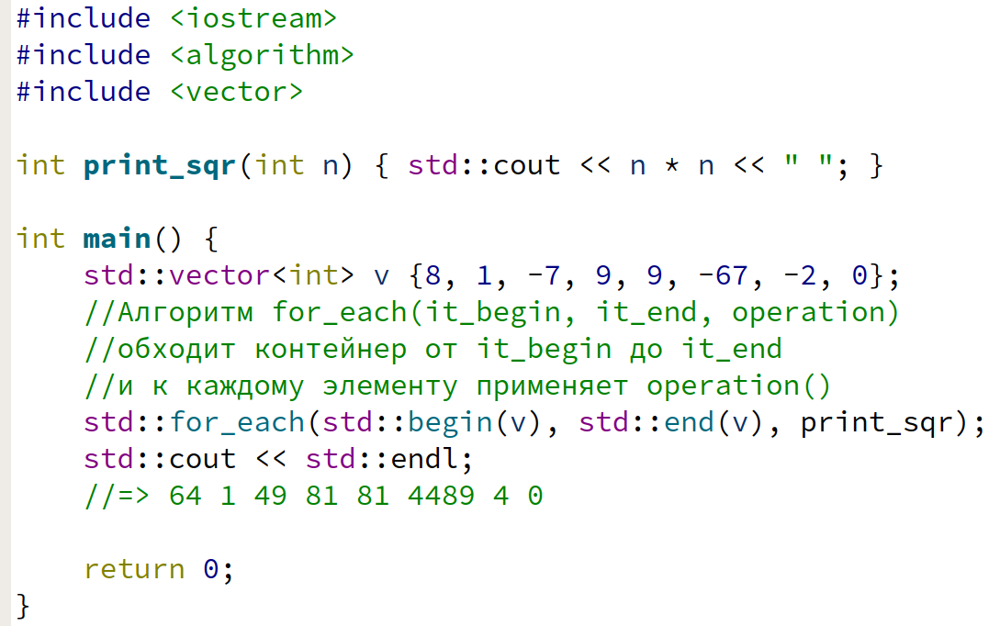 #include <iostream>
#include <algorithm>
#include <vector>
int print_sqr(int n) { std::cout << n * n << " "; }
int main() {
std::vector<int> v {8, 1, -7, 9, 9, -67, -2, 0};
//Алгоритм for_each(it_begin, it_end, operation)
//обходит контейнер от it_begin до it_end
//и к каждому элементу применяет operation()
std::for_each(std::begin(v), std::end(v), print_sqr);
std::cout << std::endl;
//=> 64 1 49 81 81 4489 4 0
return 0;
}